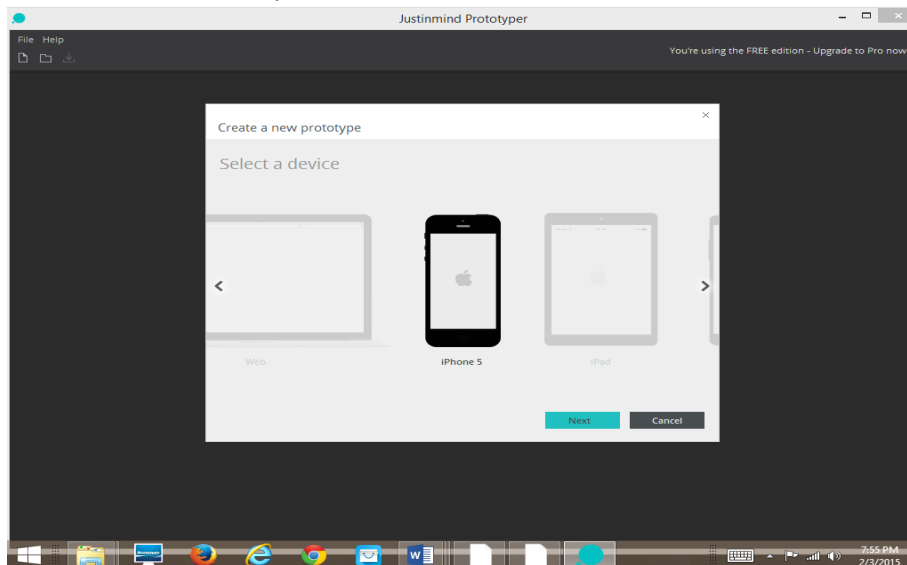 Justinmind Prototyper
File Help
You're using the FREE edition - Upgrade to Pro now
Create a new prototype
Select a device
Web
iPhone 5
iPad
Next
Cancel
lenovo
W
7:55 PM
2/3/2015